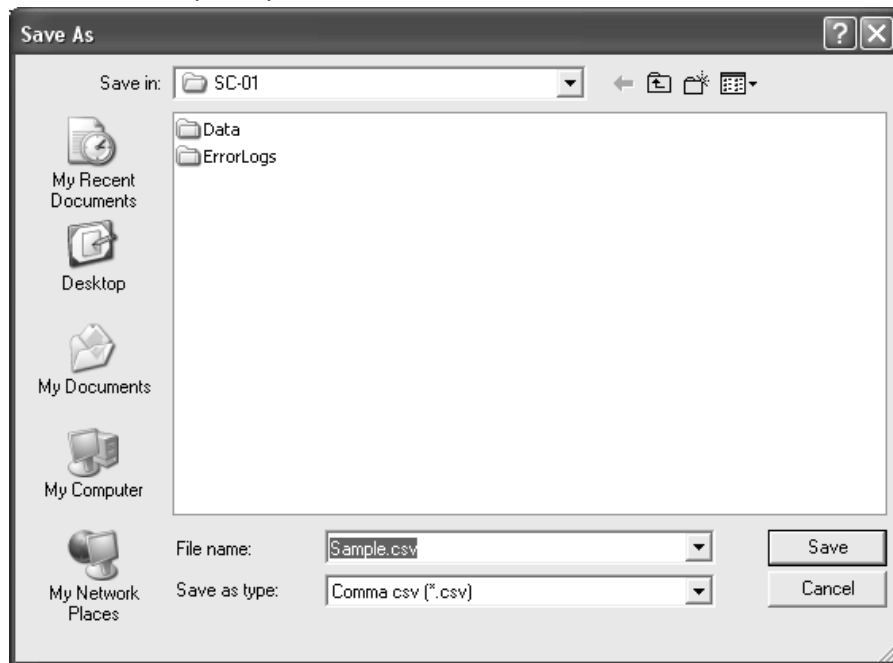 Save As
Save in:
SC-01
Data
ErrorLogs
My Recent
Documents
Desktop
My Documents
My Computer
My Network
Places
File name:
Sample.csv
Save
Save as type:
Comma csv (*.csv)
Cancel